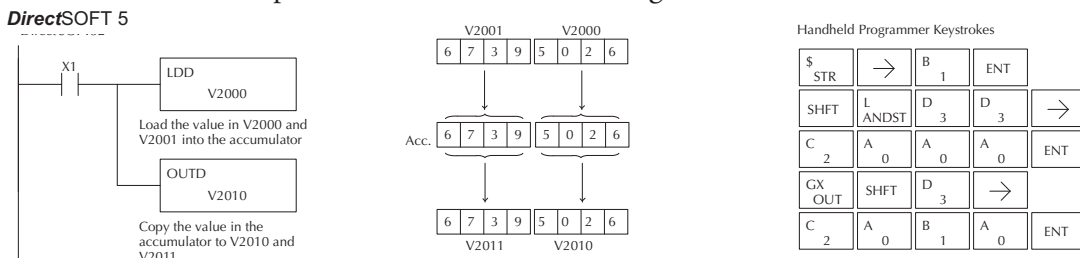 DirectSOFT 5
X1
LDD
V2000
Load the value in V2000 and
V2001 into the accumulator
OUTD
V2010
Copy the value in the
accumulator to V2010 and
V2011
V2001 V2000
6 7 3 9 5 0 2 6
Acc. 6 7 3 9 5 0 2 6
6 7 3 9 5 0 2 6
V2011 V2010
Handheld Programmer Keystrokes
$ STR → B 1 ENT
SHFT L ANDST D 3 D 3 →
C 2 A 0 A 0 A 0 ENT
GX OUT SHFT D 3 →
C 2 A 0 B 1 A 0 ENT